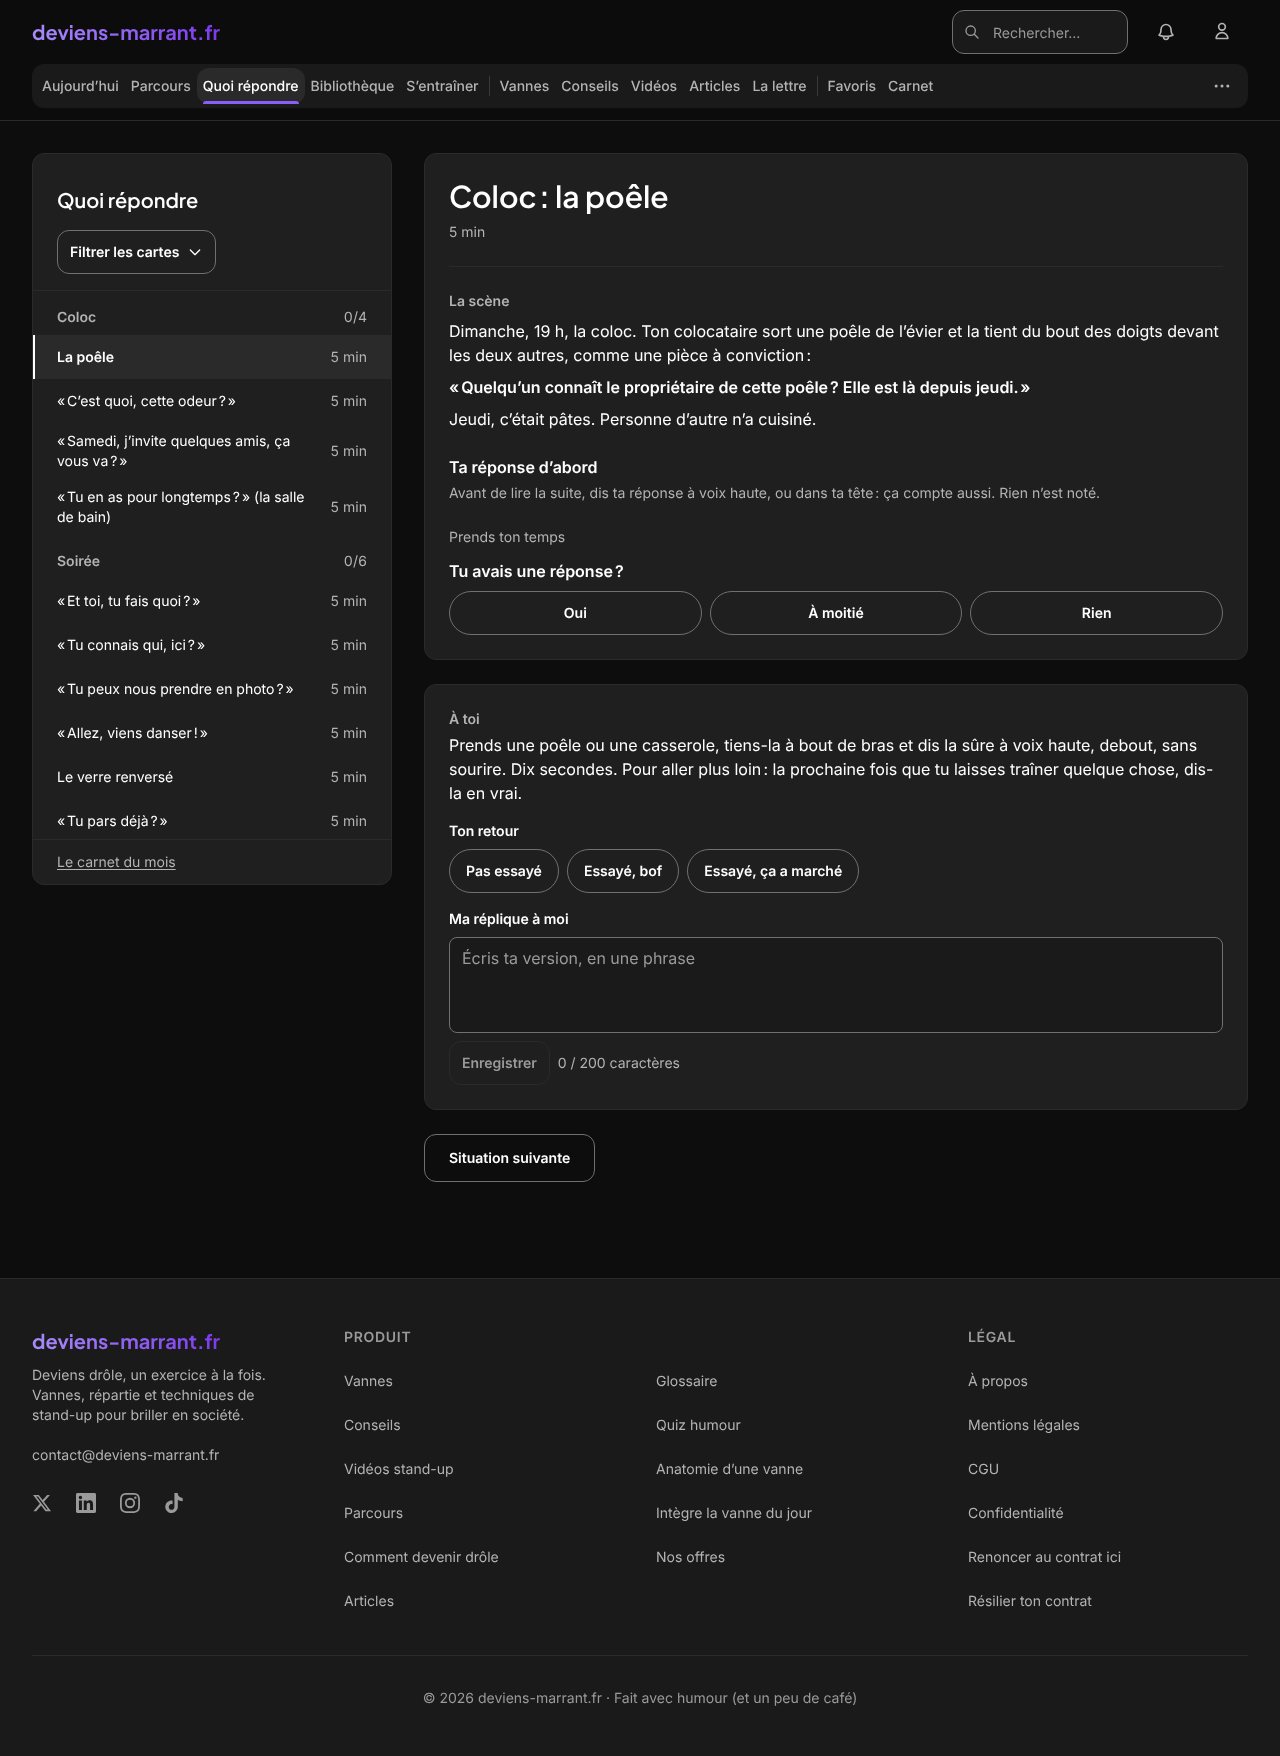 deviens-marrant.fr
Rechercher...
Aujourd’hui
Parcours
Quoi répondre
Bibliothèque
S’entraîner
Vannes
Conseils
Vidéos
Articles
La lettre
Favoris
Carnet
Quoi répondre
Filtrer les cartes
Coloc 0/4
La poêle 5 min
« C’est quoi, cette odeur ? » 5 min
« Samedi, j’invite quelques amis, ça
vous va ? » 5 min
« Tu en as pour longtemps ? » (la salle
de bain) 5 min
Soirée 0/6
« Et toi, tu fais quoi ? » 5 min
« Tu connais qui, ici ? » 5 min
« Tu peux nous prendre en photo ? » 5 min
« Allez, viens danser ! » 5 min
Le verre renversé 5 min
« Tu pars déjà ? » 5 min
Le carnet du mois
Coloc : la poêle
5 min
La scène
Dimanche, 19 h, la coloc. Ton colocataire sort une poêle de l’évier et la tient du bout des doigts devant
les deux autres, comme une pièce à conviction :
« Quelqu’un connaît le propriétaire de cette poêle ? Elle est là depuis jeudi. »
Jeudi, c’était pâtes. Personne d’autre n’a cuisiné.
Ta réponse d’abord
Avant de lire la suite, dis ta réponse à voix haute, ou dans ta tête : ça compte aussi. Rien n’est noté.
Prends ton temps
Tu avais une réponse ?
Oui
À moitié
Rien
À toi
Prends une poêle ou une casserole, tiens-la à bout de bras et dis la sûre à voix haute, debout, sans
sourire. Dix secondes. Pour aller plus loin : la prochaine fois que tu laisses traîner quelque chose, dis-
la en vrai.
Ton retour
Pas essayé
Essayé, bof
Essayé, ça a marché
Ma réplique à moi
Écris ta version, en une phrase
Enregistrer
0 / 200 caractères
Situation suivante
deviens-marrant.fr
Deviens drôle, un exercice à la fois.
Vannes, répartie et techniques de
stand-up pour briller en société.
contact@deviens-marrant.fr
PRODUIT
Vannes
Conseils
Vidéos stand-up
Parcours
Comment devenir drôle
Articles
Glossaire
Quiz humour
Anatomie d’une vanne
Intègre la vanne du jour
Nos offres
LÉGAL
À propos
Mentions légales
CGU
Confidentialité
Renoncer au contrat ici
Résilier ton contrat
© 2026 deviens-marrant.fr · Fait avec humour (et un peu de café)